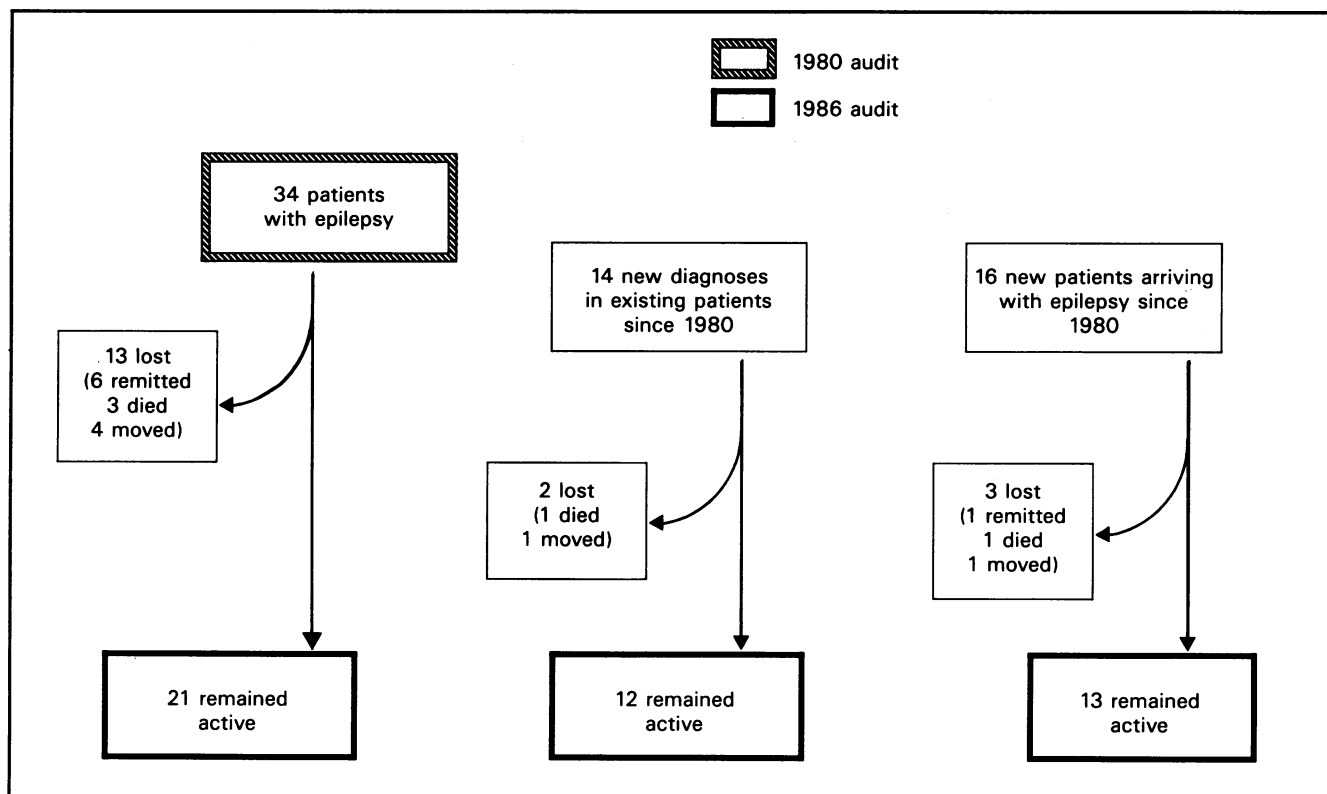 1980 audit
1986 audit
34 patients
with epilepsy
13 lost
(6 remitted
3 died
4 moved)
21 remained
active
14 new diagnoses
in existing patients
since 1980
2 lost
(1 died
1 moved)
12 remained
active
16 new patients arriving
with epilepsy since
1980
3 lost
(1 remitted
1 died
1 moved)
13 remained
active